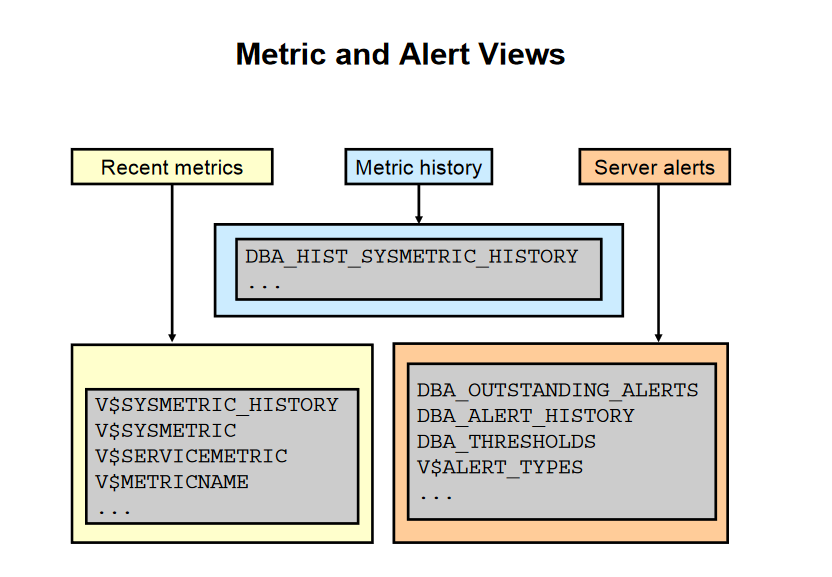 Metric and Alert Views
Recent metrics
Metric history
Server alerts
DBA_HIST_SYSMETRIC_HISTORY
...
V$SYSMETRIC_HISTORY
V$SYSMETRIC
V$SERVICEMETRIC
V$METRICNAME
...
DBA_OUTSTANDING_ALERTS
DBA_ALERT_HISTORY
DBA_THRESHOLDS
V$ALERT_TYPES
...